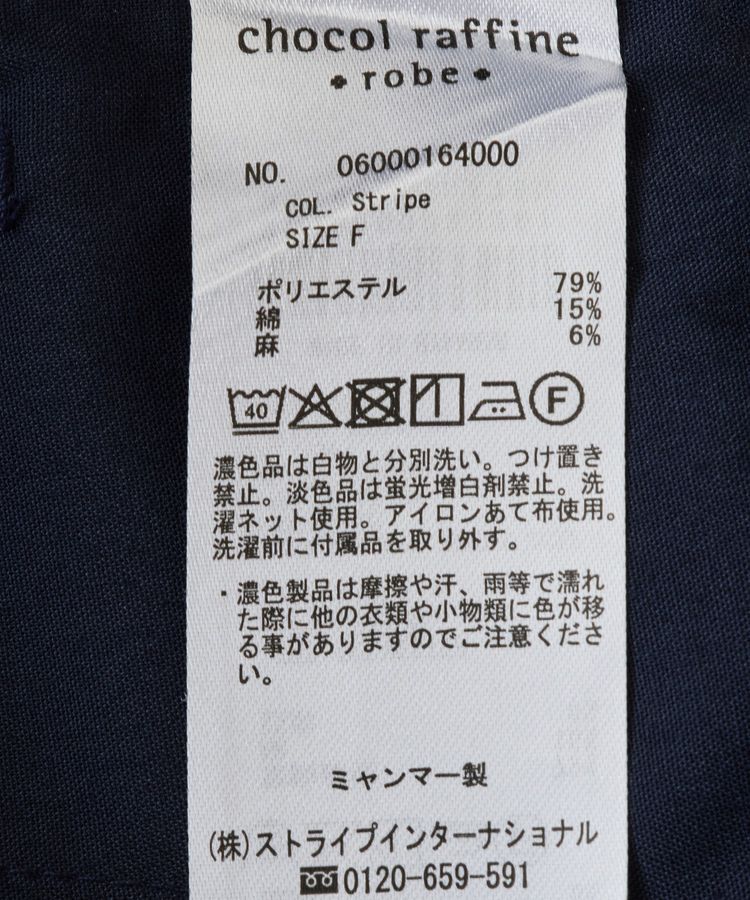 chocol raffine
robe
NO. 06000164000
COL. Stripe
SIZE F
ポリエステル 79%
綿 15%
麻 6%
40 F
濃色品は白物と分別洗い。つけ置き
禁止。淡色品は蛍光増白剤禁止。洗
濯ネット使用。アイロンあて布使用。
洗濯前に付属品を取り外す。
・濃色製品は摩擦や汗、雨等で濡れ
た際に他の衣類や小物類に色が移
る事がありますのでご注意くださ
い。
ミャンマー製
(株)ストライプインターナショナル
0120-659-591